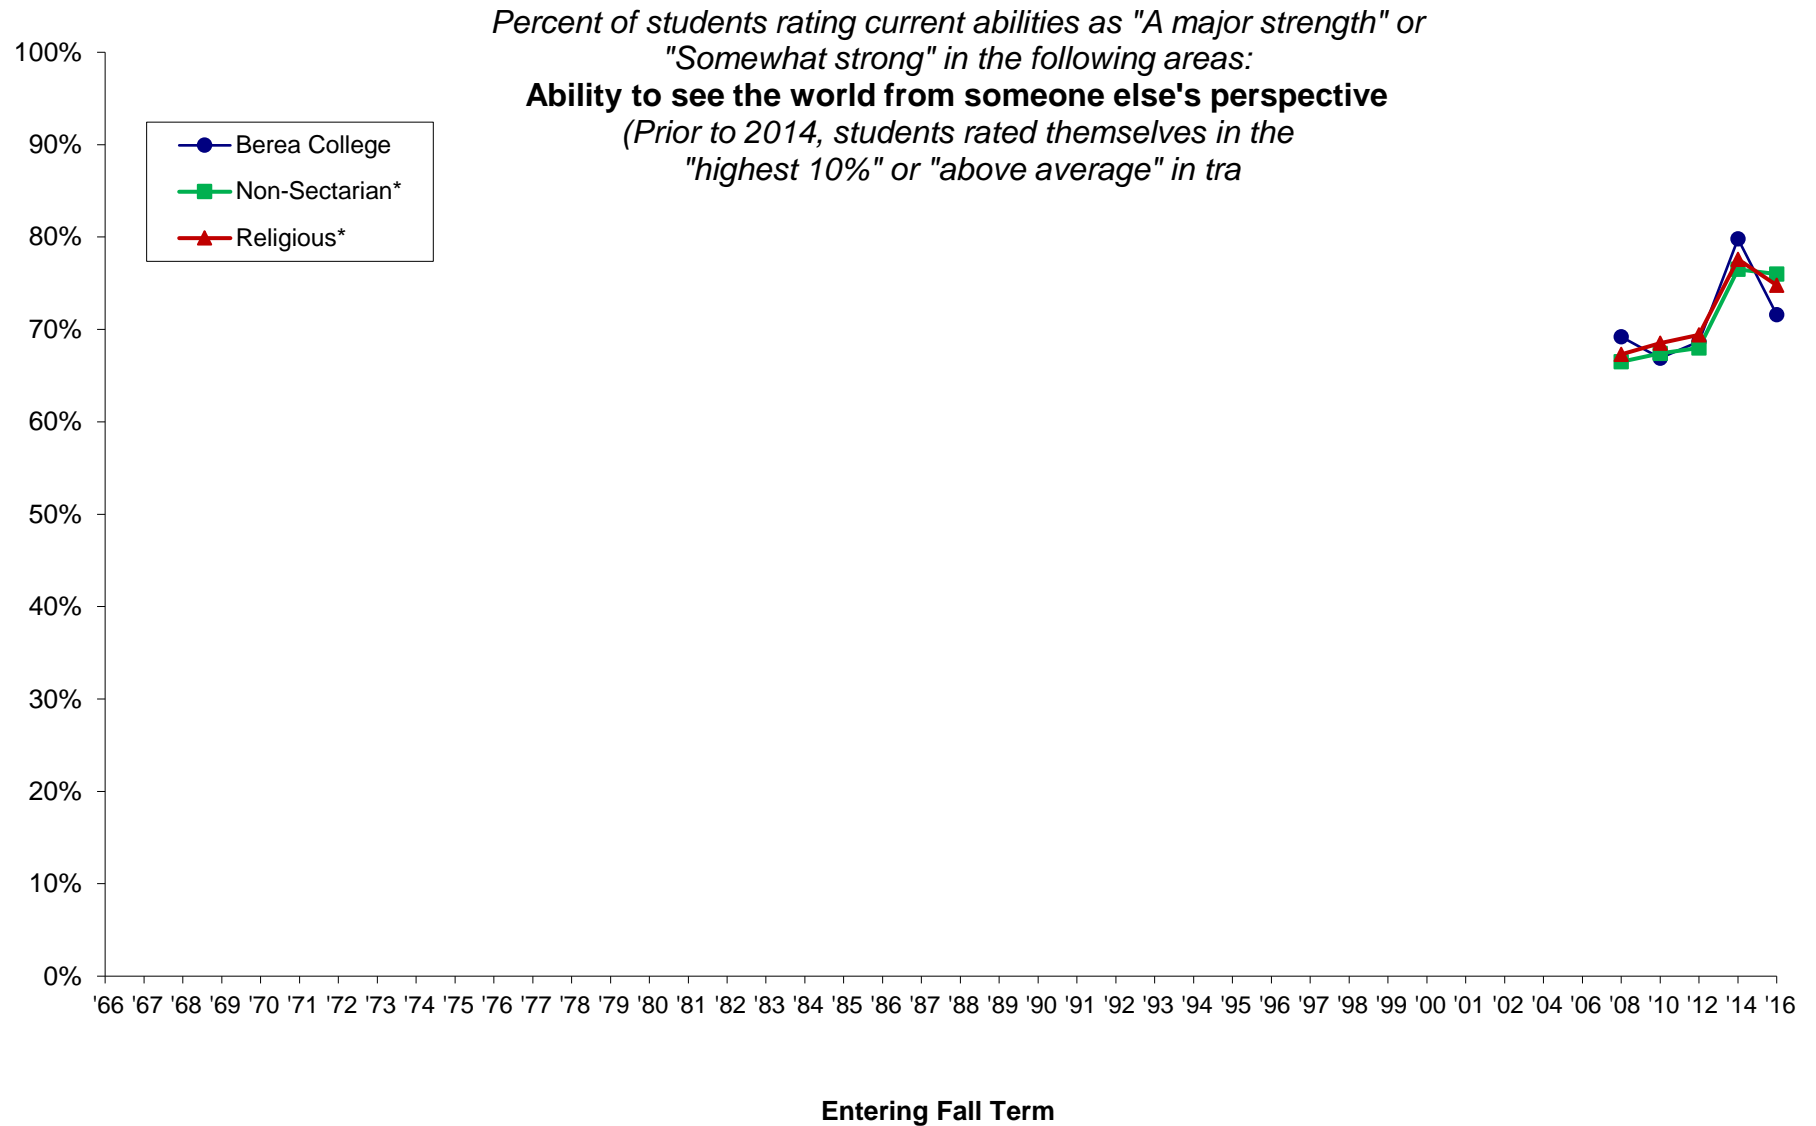 Percent of students rating current abilities as "A major strength" or
"Somewhat strong" in the following areas:
Ability to see the world from someone else's perspective
(Prior to 2014, students rated themselves in the
"highest 10%" or "above average" in tra
100%
90%
80%
70%
60%
50%
40%
30%
20%
10%
0%
Berea College
Non-Sectarian*
Religious*
'66 '67 '68 '69 '70 '71 '72 '73 '74 '75 '76 '77 '78 '79 '80 '81 '82 '83 '84 '85 '86 '87 '88 '89 '90 '91 '92 '93 '94 '95 '96 '97 '98 '99 '00 '01 '02 '04 '06 '08 '10 '12 '14 '16
Entering Fall Term